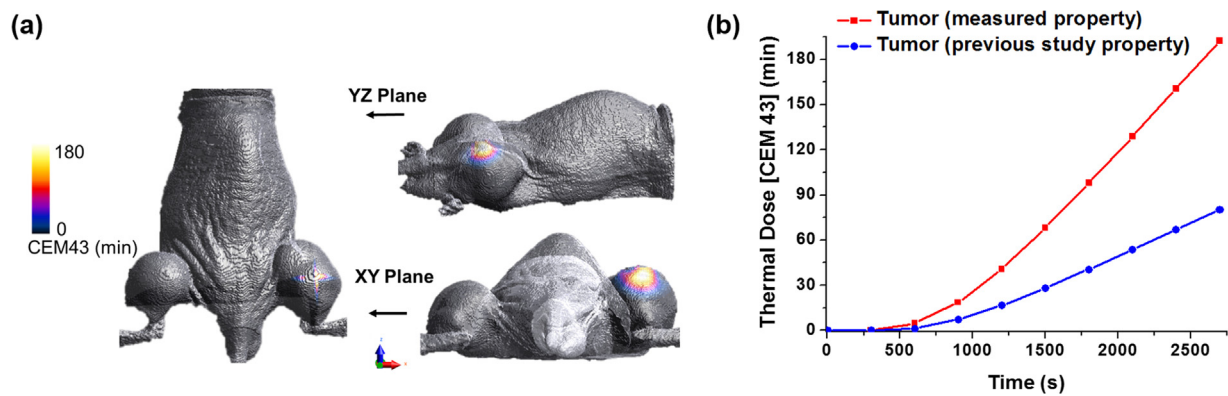 (a)
YZ Plane
180
0
CEM43 (min)
XY Plane
(b)
Tumor (measured property)
Tumor (previous study property)
Thermal Dose [CEM 43] (min)
180
150
120
90
60
30
0
0 500 1000 1500 2000 2500
Time (s)